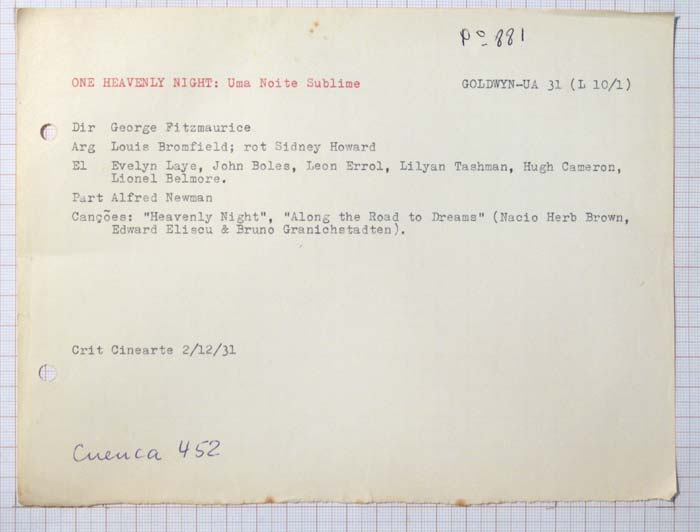 Pº 881
ONE HEAVENLY NIGHT: Uma Noite Sublime GOLDWYN-UA 31 (L 10/1)
Dir George Fitzmaurice
Arg Louis Bromfield; rot Sidney Howard
El Evelyn Laye, John Boles, Leon Errol, Lilyan Tashman, Hugh Cameron,
Lionel Belmore.
Part Alfred Newman
Canções: "Heavenly Night", "Along the Road to Dreams" (Nacio Herb Brown,
Edward Eliscu & Bruno Granichstadten).
Crit Cinearte 2/12/31
Cuenca 452